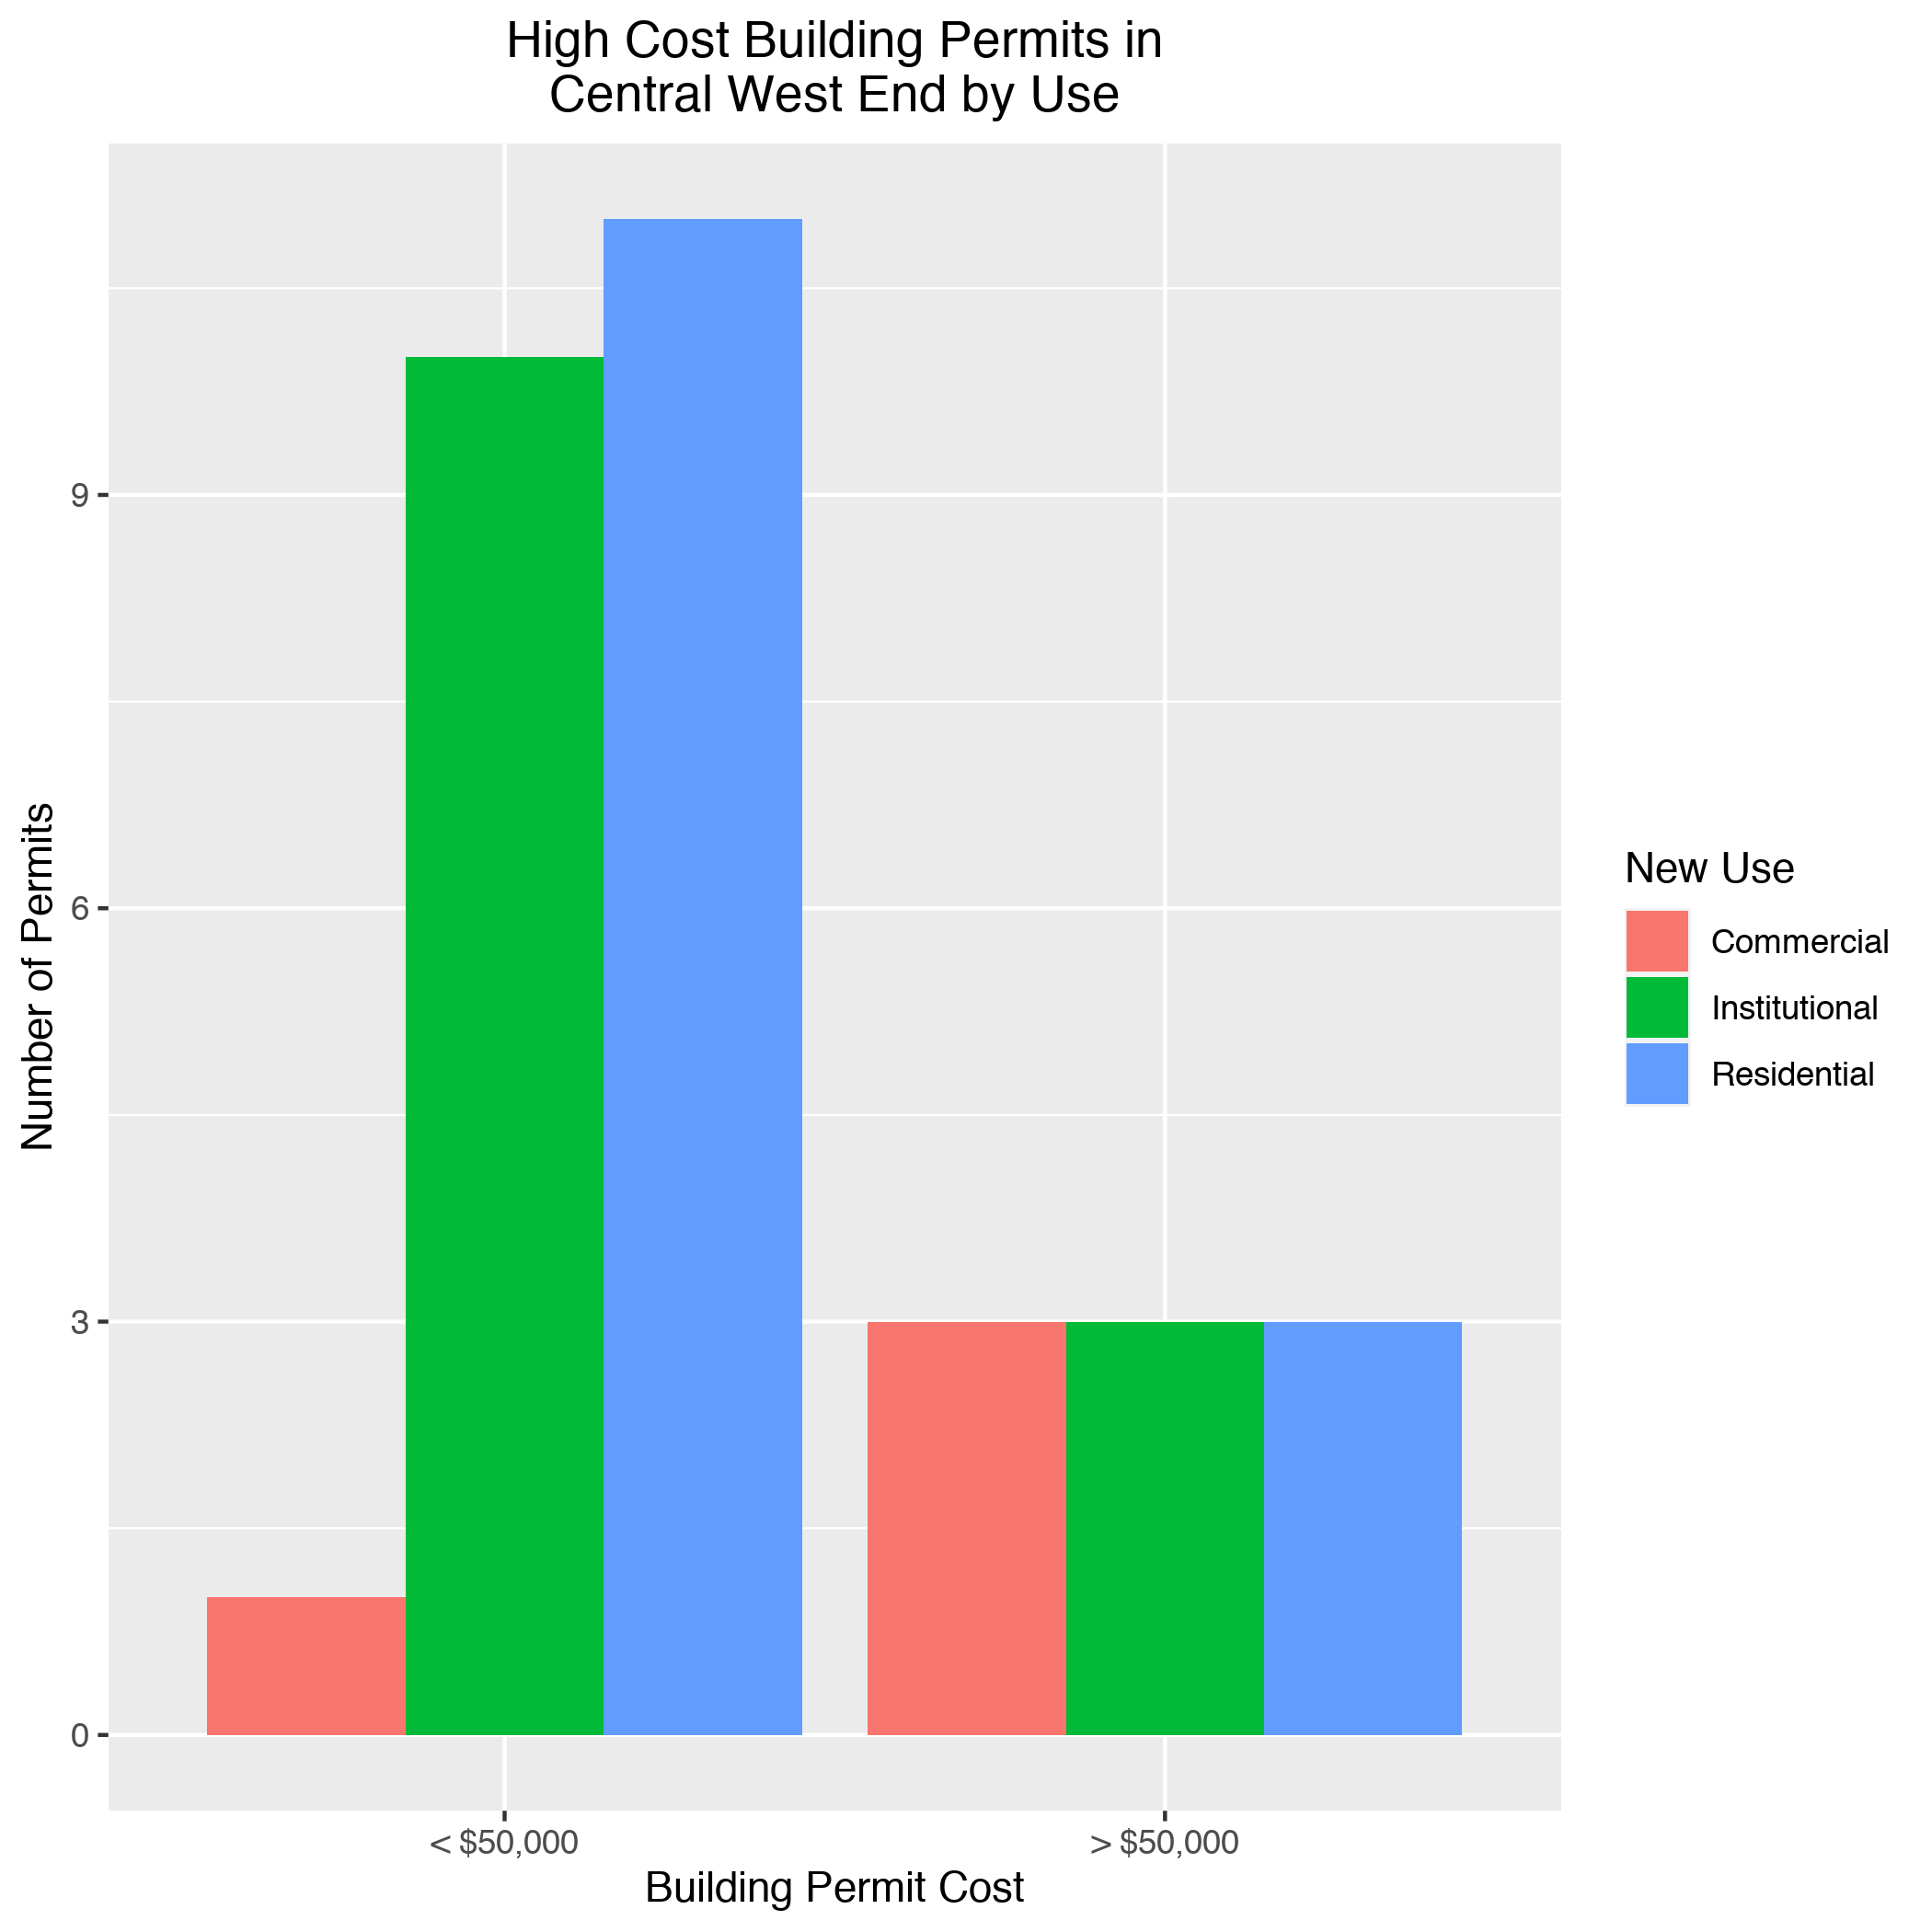 High Cost Building Permits in
Central West End by Use
Number of Permits
9
6
3
0
< $50,000
> $50,000
Building Permit Cost
New Use
Commercial
Institutional
Residential